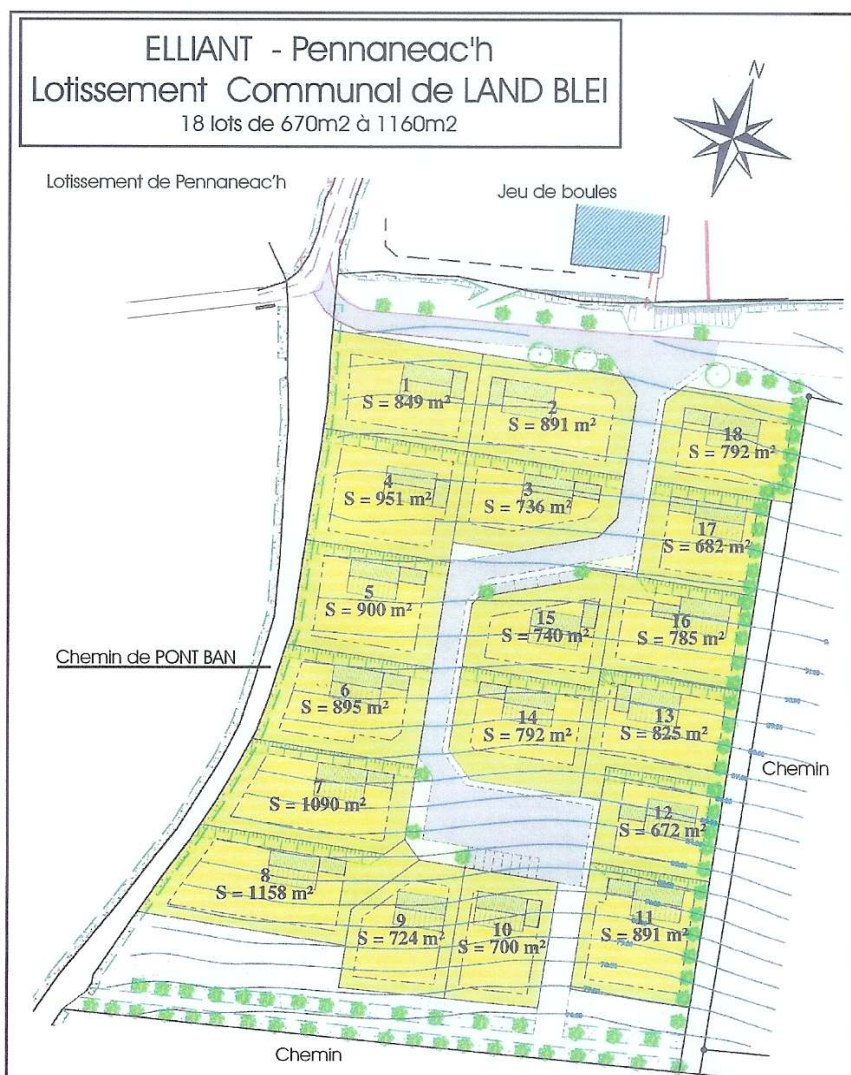 ELLIANT - Pennaneac'h
Lotissement Communal de LAND BLEI
18 lots de 670m2 à 1160m2
N
Lotissement de Pennaneac'h
Jeu de boules
1
S = 849 m²
2
S = 891 m²
18
S = 792 m²
4
S = 951 m²
3
S = 736 m²
17
S = 682 m²
5
S = 900 m²
15
S = 740 m²
16
S = 785 m²
Chemin de PONT BAN
6
S = 895 m²
14
S = 792 m²
13
S = 825 m²
Chemin
7
S = 1090 m²
12
S = 672 m²
8
S = 1158 m²
9
S = 724 m²
10
S = 700 m²
11
S = 891 m²
Chemin